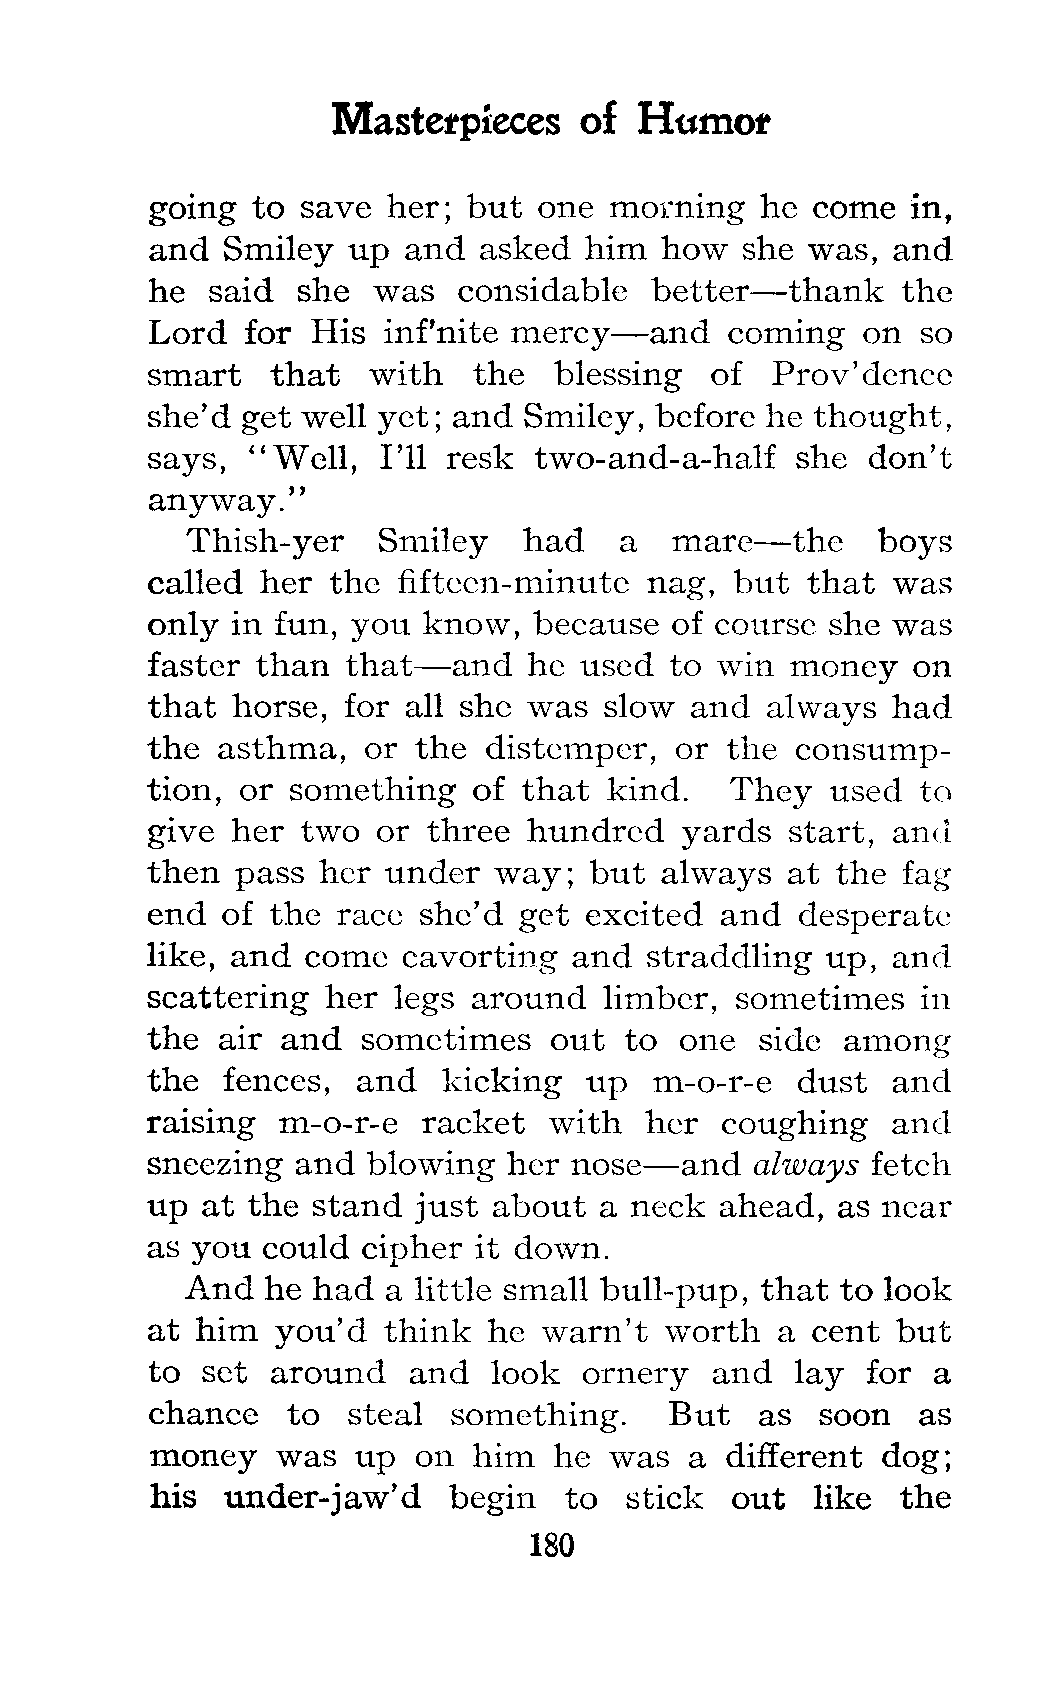 Masterpieces of Humor
going to save her; but one morning he come in,
and Smiley up and asked him how she was, and
he said she was considable better—thank the
Lord for His inf'nite mercy—and coming on so
smart that with the blessing of Prov'dence
she'd get well yet; and Smiley, before he thought,
says, "Well, I'll resk two-and-a-half she don't
anyway."
Thish-yer Smiley had a mare—the boys
called her the fifteen-minute nag, but that was
only in fun, you know, because of course she was
faster than that—and he used to win money on
that horse, for all she was slow and always had
the asthma, or the distemper, or the consump-
tion, or something of that kind. They used to
give her two or three hundred yards start, and
then pass her under way; but always at the fag
end of the race she'd get excited and desperate
like, and come cavorting and straddling up, and
scattering her legs around limber, sometimes in
the air and sometimes out to one side among
the fences, and kicking up m-o-r-e dust and
raising m-o-r-e racket with her coughing and
sneezing and blowing her nose—and always fetch
up at the stand just about a neck ahead, as near
as you could cipher it down.
And he had a little small bull-pup, that to look
at him you'd think he warn't worth a cent but
to set around and look ornery and lay for a
chance to steal something. But as soon as
money was up on him he was a different dog;
his under-jaw'd begin to stick out like the
180